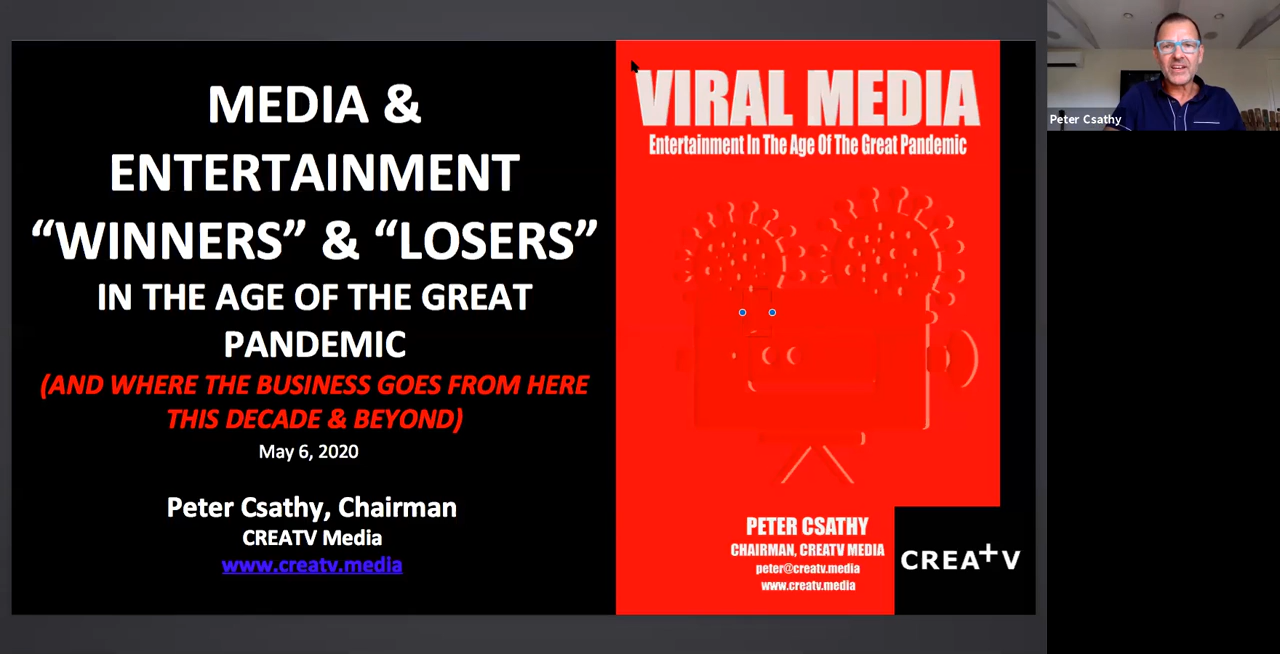 MEDIA &
ENTERTAINMENT
“WINNERS” & “LOSERS”
IN THE AGE OF THE GREAT
PANDEMIC
(AND WHERE THE BUSINESS GOES FROM HERE
THIS DECADE & BEYOND)
May 6, 2020
Peter Csathy, Chairman
CREATV Media
www.creatv.media
VIRAL MEDIA
Entertainment In The Age Of The Great Pandemic
PETER CSATHY
CHAIRMAN, CREATV MEDIA
peter@creatv.media
www.creatv.media
CREA+V
Peter Csathy